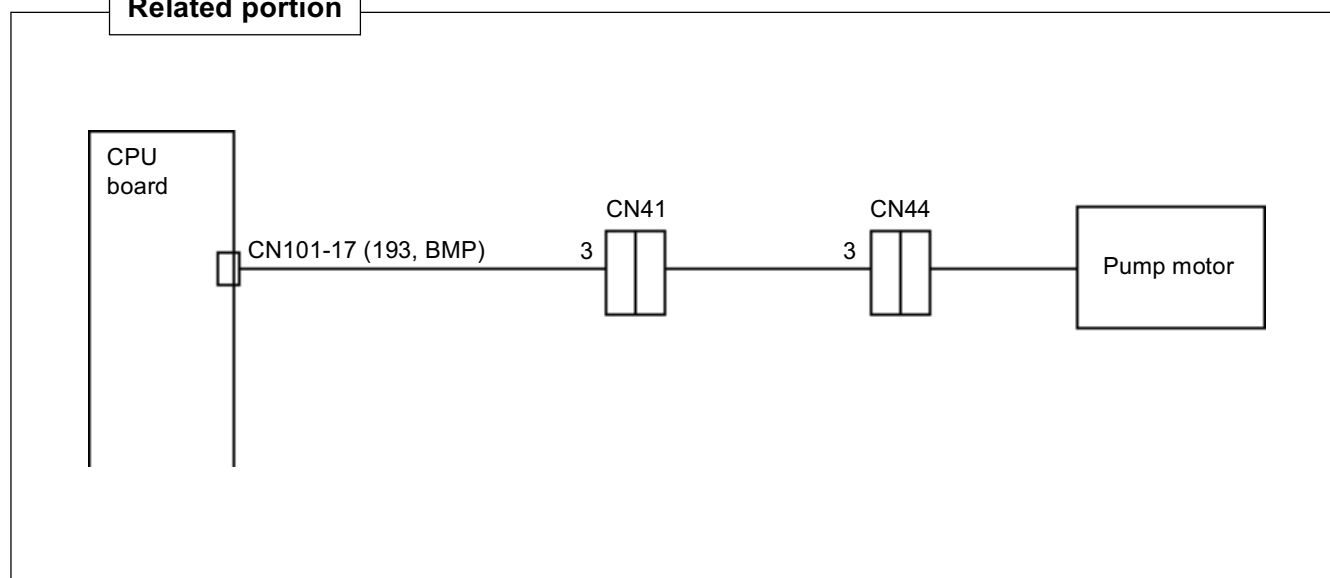 Related portion
CPU
board
CN101-17 (193, BMP)
3
CN41
3
CN44
Pump motor